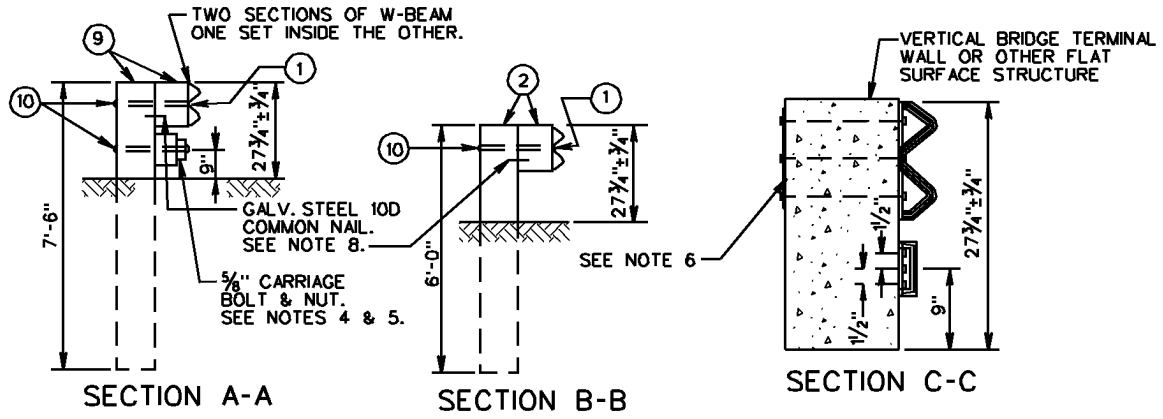 TWO SECTIONS OF W-BEAM
ONE SET INSIDE THE OTHER.
9
1
10
27¾"±¾"
9"
7'-6"
GALV. STEEL 10D
COMMON NAIL.
SEE NOTE 8.
⅝" CARRIAGE
BOLT & NUT.
SEE NOTES 4 & 5.
SECTION A-A
2
1
10
27¾"±¾"
6'-0"
SECTION B-B
VERTICAL BRIDGE TERMINAL
WALL OR OTHER FLAT
SURFACE STRUCTURE
SEE NOTE 6
1½"
1½"
9"
27¾"±¾"
SECTION C-C